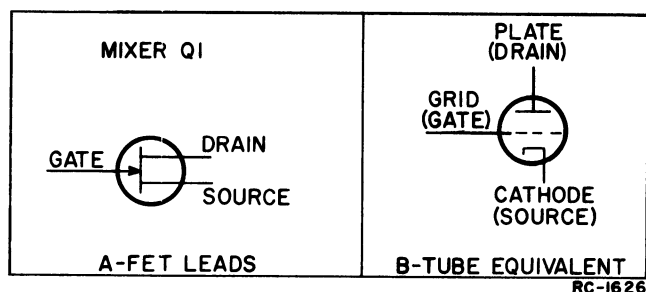 MIXER Q1
GATE
DRAIN
SOURCE
A-FET LEADS
PLATE
(DRAIN)
GRID
(GATE)
CATHODE
(SOURCE)
B-TUBE EQUIVALENT
RC-1626